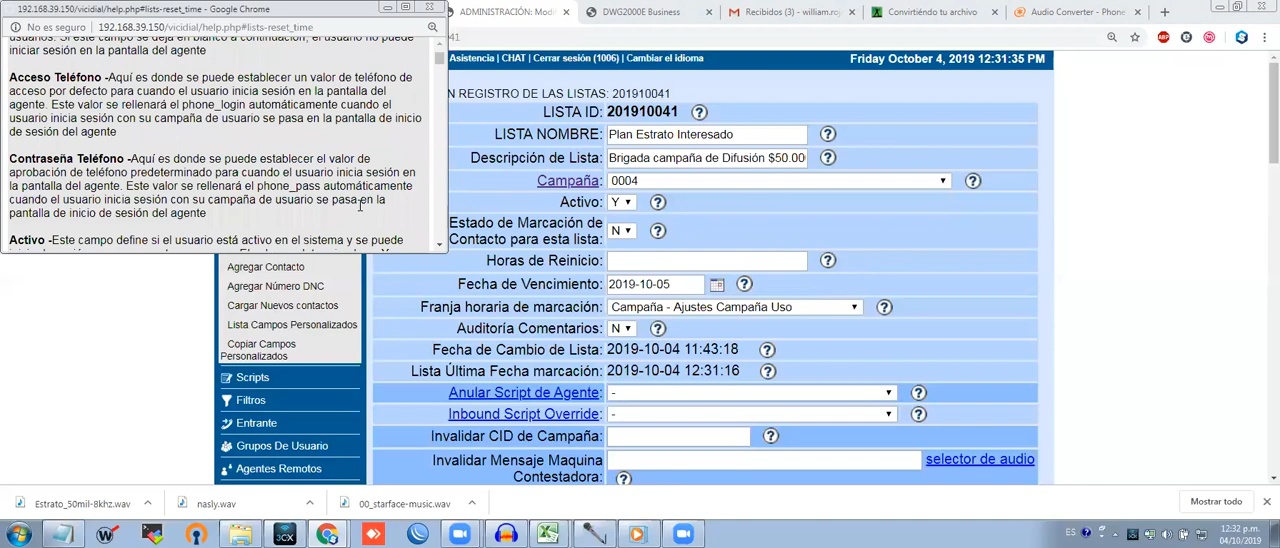 192.168.39.150/vicidial/help.php#lists-reset_time - Google Chrome
No es seguro 192.168.39.150/vicidial/help.php#lists-reset_time
usuarios. Si este campo se deja en blanco a continuación, el usuario no puede
iniciar sesión en la pantalla del agente
Acceso Teléfono -Aquí es donde se puede establecer un valor de teléfono de
acceso por defecto para cuando el usuario inicia sesión en la pantalla del
agente. Este valor se rellenará el phone_login automáticamente cuando el
usuario inicia sesión con su campaña de usuario se pasa en la pantalla de inicio
de sesión del agente
Contraseña Teléfono -Aquí es donde se puede establecer el valor de
aprobación de teléfono predeterminado para cuando el usuario inicia sesión en
la pantalla del agente. Este valor se rellenará el phone_pass automáticamente
cuando el usuario inicia sesión con su campaña de usuario se pasa en la
pantalla de inicio de sesión del agente
Activo -Este campo define si el usuario está activo en el sistema y se puede
ADMINISTRACIÓN: Modi
DWG2000E Business
Recibidos (3) - william.roj
Convirtiéndo tu archivo
Audio Converter - Phone
Asistencia | CHAT | Cerrar sesión (1006) | Cambiar el idioma
Friday October 4, 2019 12:31:35 PM
N REGISTRO DE LAS LISTAS: 201910041
LISTA ID: 201910041
LISTA NOMBRE: Plan Estrato Interesado
Descripción de Lista: Brigada campaña de Difusión $50.00
Campaña: 0004
Activo: Y
Estado de Marcación de
Contacto para esta lista: N
Horas de Reinicio:
Fecha de Vencimiento: 2019-10-05
Franja horaria de marcación: Campaña - Ajustes Campaña Uso
Auditoría Comentarios: N
Fecha de Cambio de Lista: 2019-10-04 11:43:18
Lista Última Fecha marcación: 2019-10-04 12:31:16
Anular Script de Agente: -
Inbound Script Override: -
Invalidar CID de Campaña:
Invalidar Mensaje Maquina
Contestadora:
selector de audio
Agregar Contacto
Agregar Número DNC
Cargar Nuevos contactos
Lista Campos Personalizados
Copiar Campos
Personalizados
Scripts
Filtros
Entrante
Grupos De Usuario
Agentes Remotos
Estrato_50mil-8khz.wav
nasly.wav
00_starface-music.wav
Mostrar todo
3CX
ES
12:32 p.m.
04/10/2019